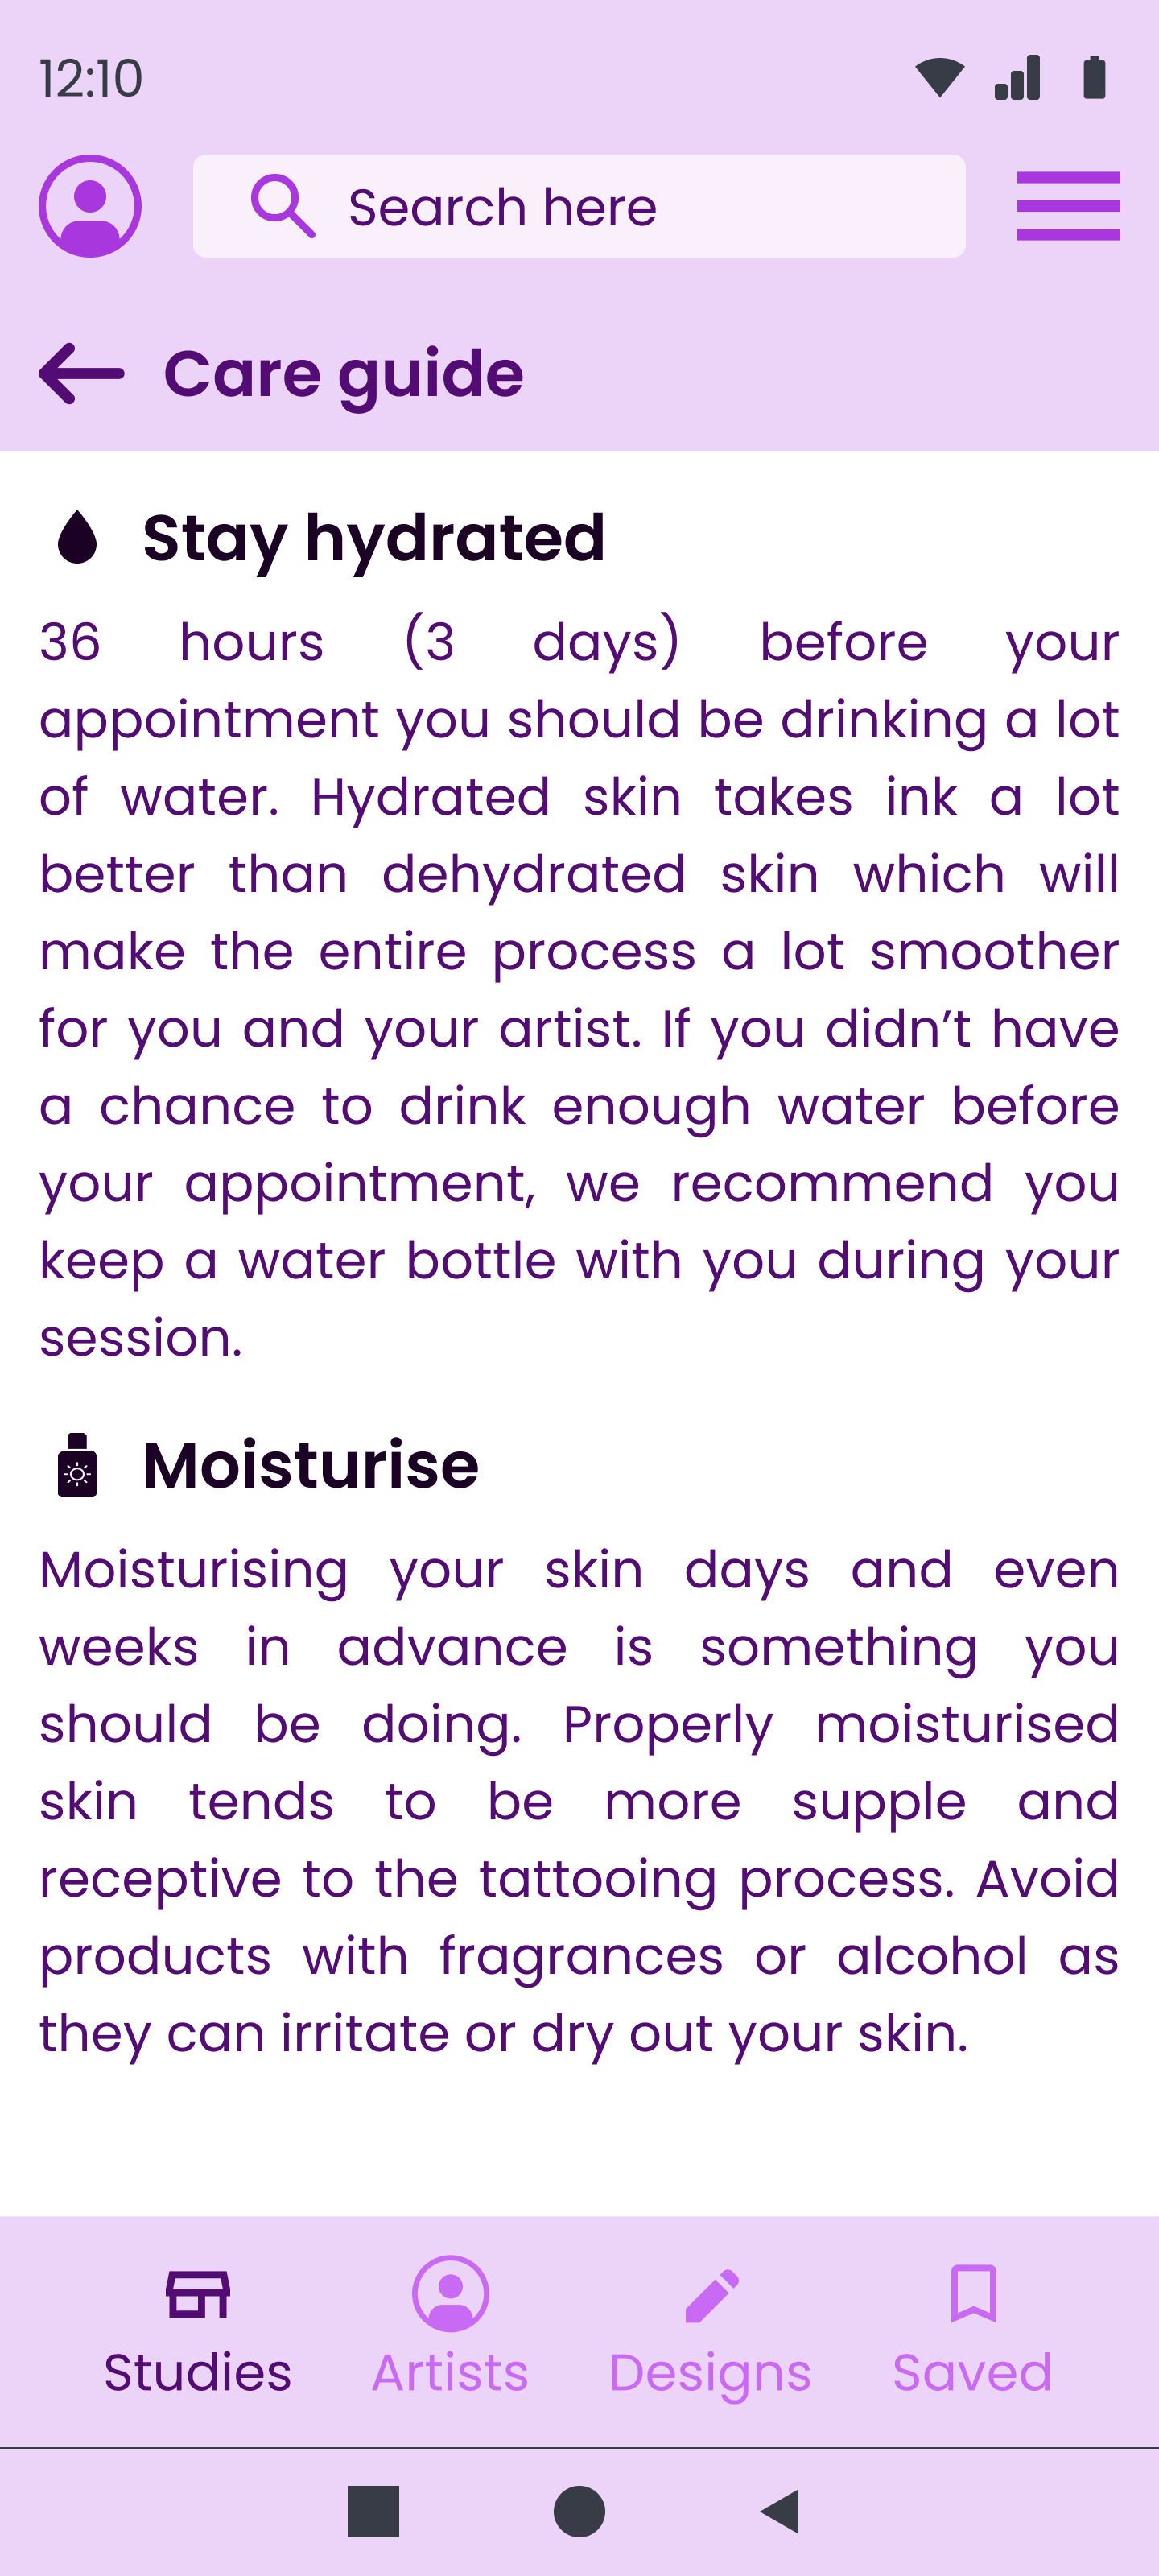 12:10
Search here
Care guide
Stay hydrated
36 hours (3 days) before your
appointment you should be drinking a lot
of water. Hydrated skin takes ink a lot
better than dehydrated skin which will
make the entire process a lot smoother
for you and your artist. If you didn’t have
a chance to drink enough water before
your appointment, we recommend you
keep a water bottle with you during your
session.
Moisturise
Moisturising your skin days and even
weeks in advance is something you
should be doing. Properly moisturised
skin tends to be more supple and
receptive to the tattooing process. Avoid
products with fragrances or alcohol as
they can irritate or dry out your skin.
Studies Artists Designs Saved